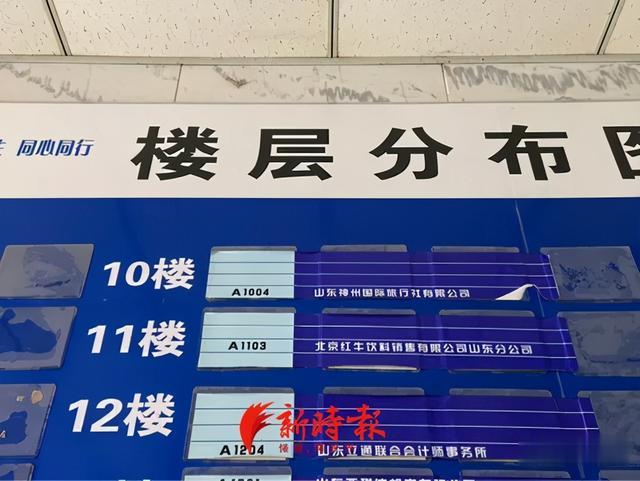 同心同行
楼层分布
10楼 A1004 山东神州国际旅行社有限公司
11楼 A1103 北京红牛饮料销售有限公司山东分公司
新時報
12楼 A1204 山东立通联合会计师事务所